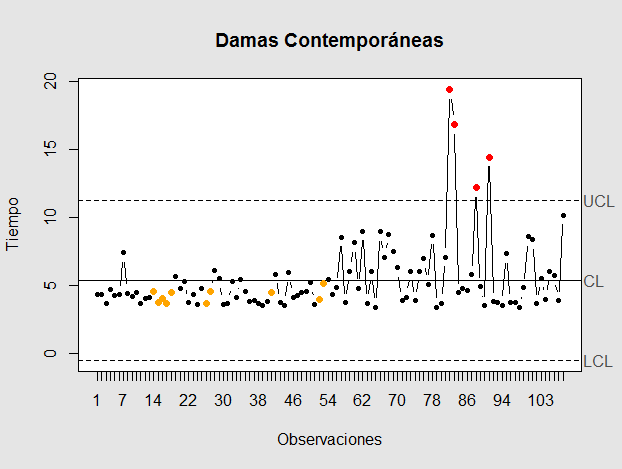 Damas Contemporáneas
Tiempo
20
15
10
5
0
UCL
CL
LCL
1 7 14 22 30 38 46 54 62 70 78 86 94 103
Observaciones